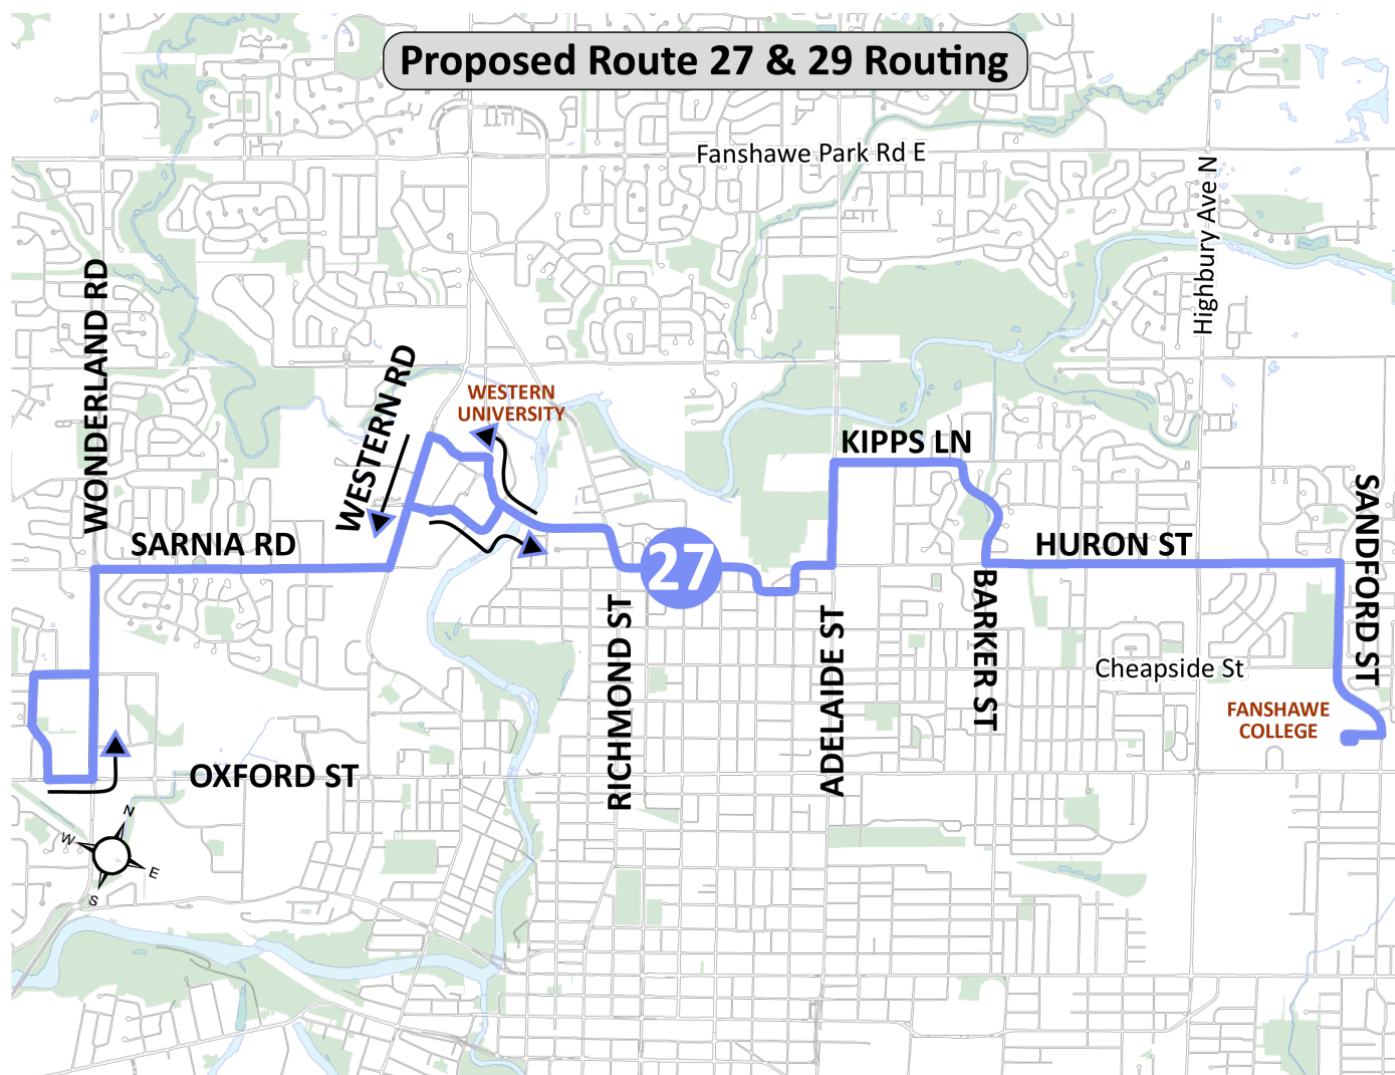 Proposed Route 27 & 29 Routing
Fanshawe Park Rd E
Highbury Ave N
WONDERLAND RD
WESTERN RD
WESTERN
UNIVERSITY
KIPPS LN
SANDFORD ST
SARNIA RD
HURON ST
27
RICHMOND ST
ADELAIDE ST
BARKER ST
Cheapside St
FANSHAWE
COLLEGE
OXFORD ST
N
W
E
S